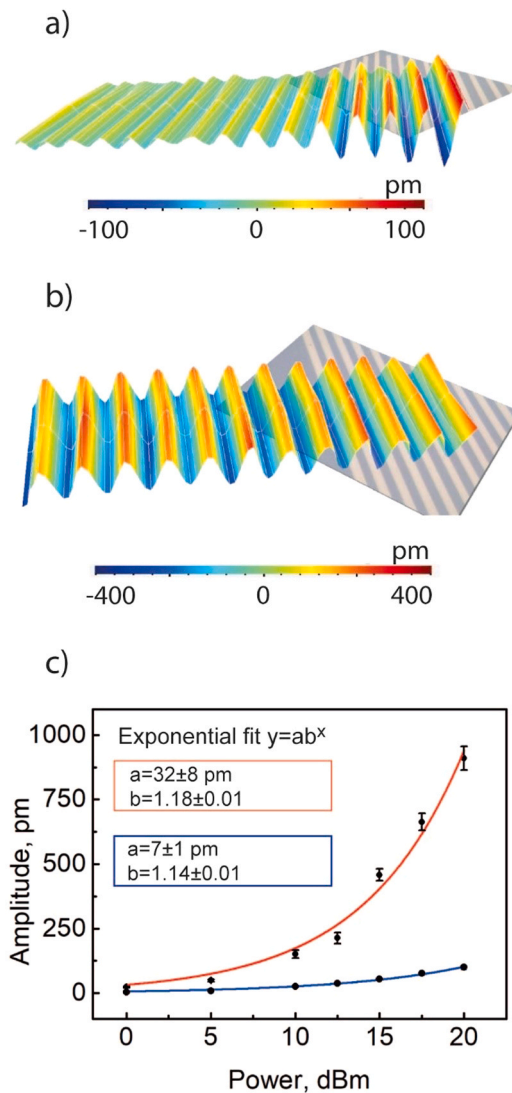 a)
pm
-100 0 100
b)
pm
-400 0 400
c)
Exponential fit y=abˣ
a=32±8 pm
b=1.18±0.01
a=7±1 pm
b=1.14±0.01
Amplitude, pm
1000
750
500
250
0
0 5 10 15 20
Power, dBm